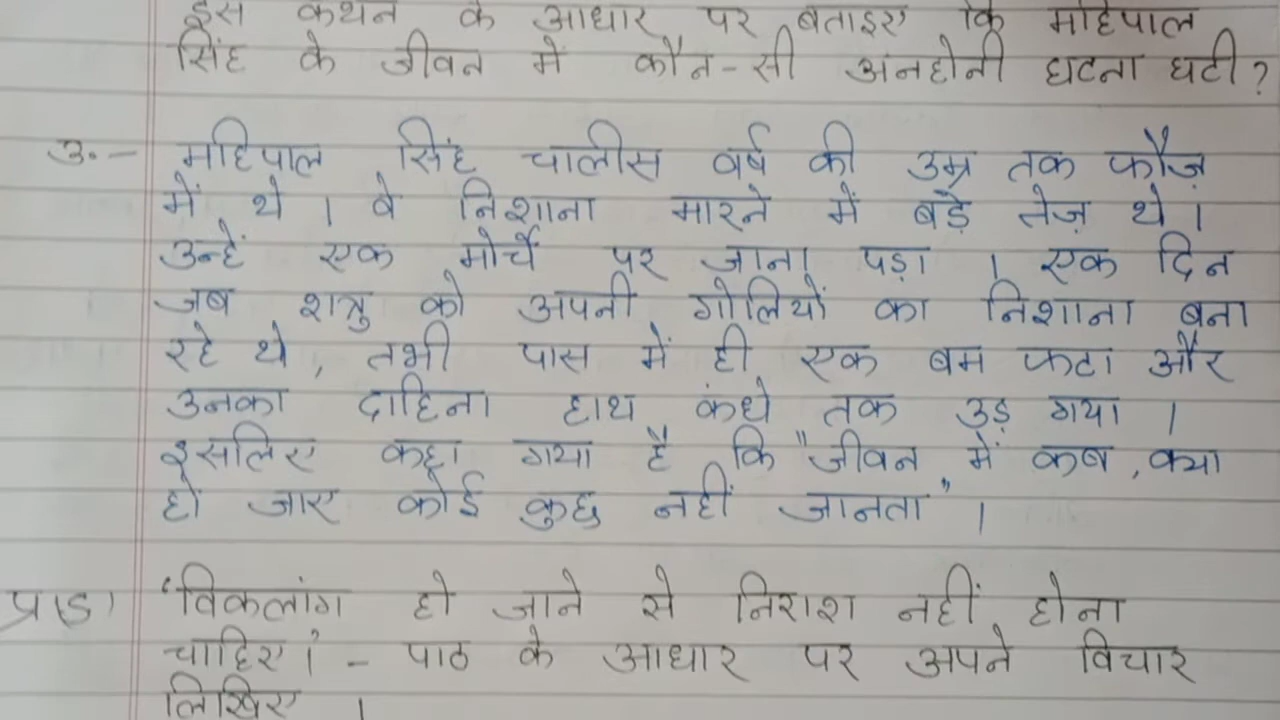 इस कथन के आधार पर बताइए कि महिपाल
सिंह के जीवन में कौन-सी अनहोनी घटना घटी?
उ.- महिपाल सिंह चालीस वर्ष की उम्र तक फौज़
में थे । वे निशाना मारने में बड़े तेज़ थे ।
उन्हें एक मोर्चे पर जाना पड़ा । एक दिन
जब शत्रु को अपनी गोलियों का निशाना बना
रहे थे, तभी पास में ही एक बम फटा और
उनका दाहिना हाथ कंधे तक उड़ गया ।
इसलिए कहा गया है कि "जीवन में कब, क्या
हो जाए कोई कुछ नहीं जानता" ।
प्र(ड) 'विकलांग हो जाने से निराश नहीं होना
चाहिए।' - पाठ के आधार पर अपने विचार
लिखिए ।